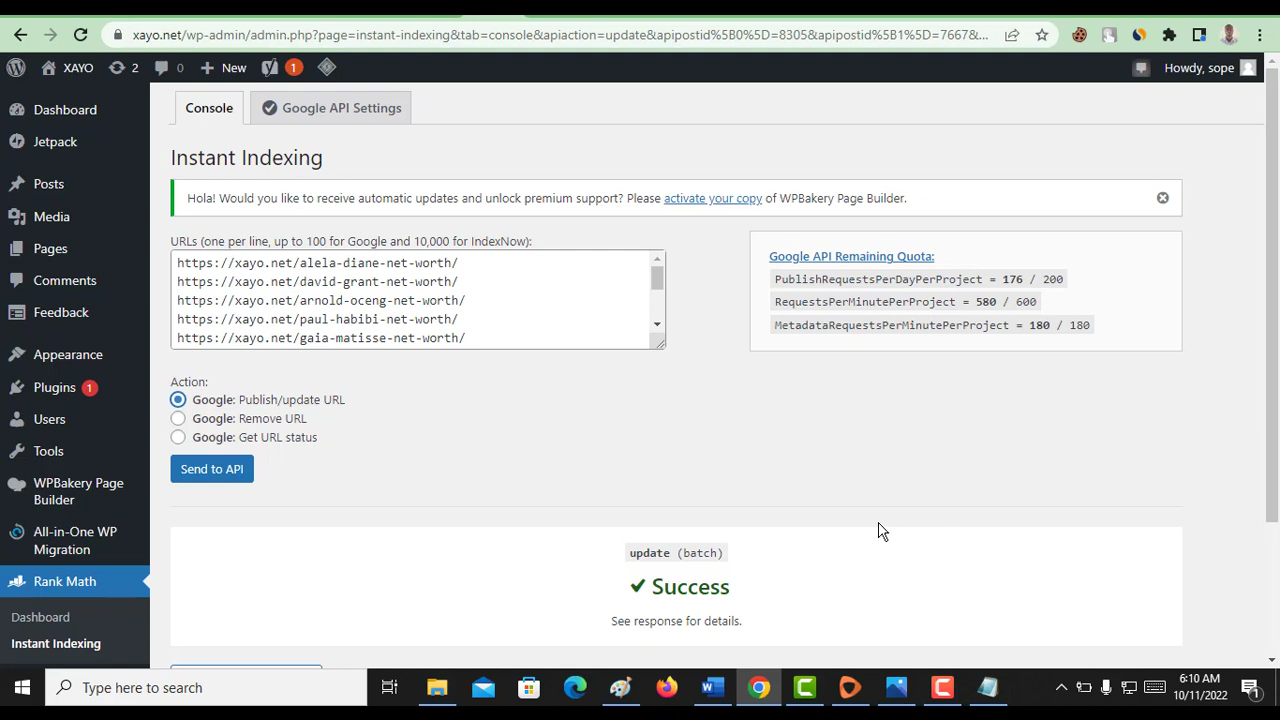 xayo.net/wp-admin/admin.php?page=instant-indexing&tab=console&apiaction=update&apipostid%5B0%5D=8305&apipostid%5B1%5D=7667&...
XAYO
2
0
New
1
Howdy, sope
Dashboard
Jetpack
Posts
Media
Pages
Comments
Feedback
Appearance
Plugins 1
Users
Tools
WPBakery Page
Builder
All-in-One WP
Migration
Rank Math
Dashboard
Instant Indexing
Console
Google API Settings
Instant Indexing
Hola! Would you like to receive automatic updates and unlock premium support? Please activate your copy of WPBakery Page Builder.
URLs (one per line, up to 100 for Google and 10,000 for IndexNow):
https://xayo.net/alela-diane-net-worth/
https://xayo.net/david-grant-net-worth/
https://xayo.net/arnold-oceng-net-worth/
https://xayo.net/paul-habibi-net-worth/
https://xayo.net/gaia-matisse-net-worth/
Google API Remaining Quota:
PublishRequestsPerDayPerProject = 176 / 200
RequestsPerMinutePerProject = 580 / 600
MetadataRequestsPerMinutePerProject = 180 / 180
Action:
Google: Publish/update URL
Google: Remove URL
Google: Get URL status
Send to API
update (batch)
Success
See response for details.
Type here to search
6:10 AM
10/11/2022
1